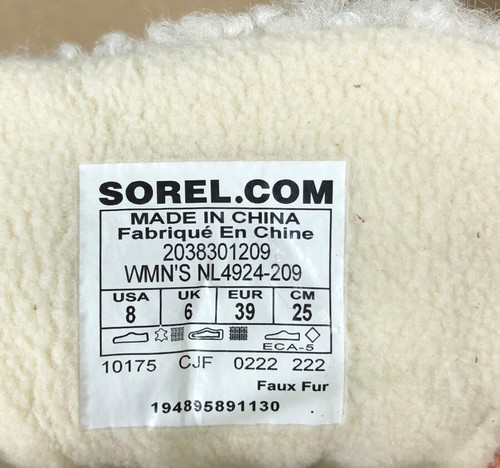 SOREL.COM
MADE IN CHINA
Fabriqué En Chine
2038301209
WMN'S NL4924-209
USA UK EUR CM
8 6 39 25
ECA-5
10175 CJF 0222 222
Faux Fur
194895891130